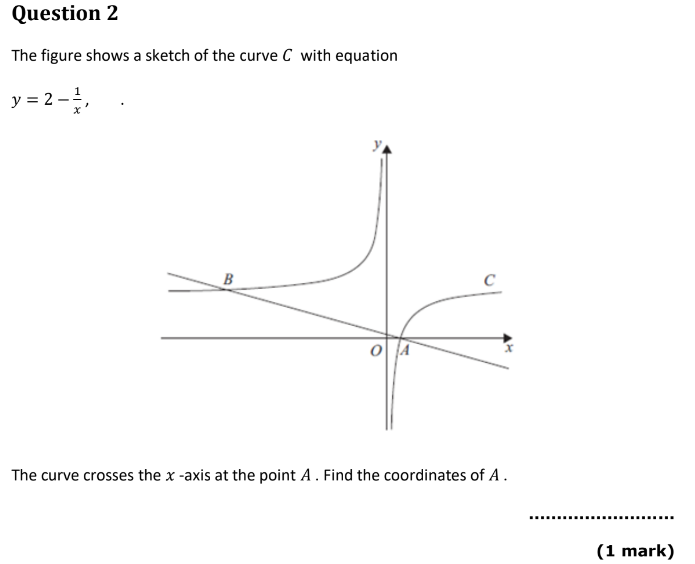 Question 2
The figure shows a sketch of the curve C with equation
y = 2 − 1/x, .
y
B
C
O A
x
The curve crosses the x -axis at the point A . Find the coordinates of A .
...........................
(1 mark)